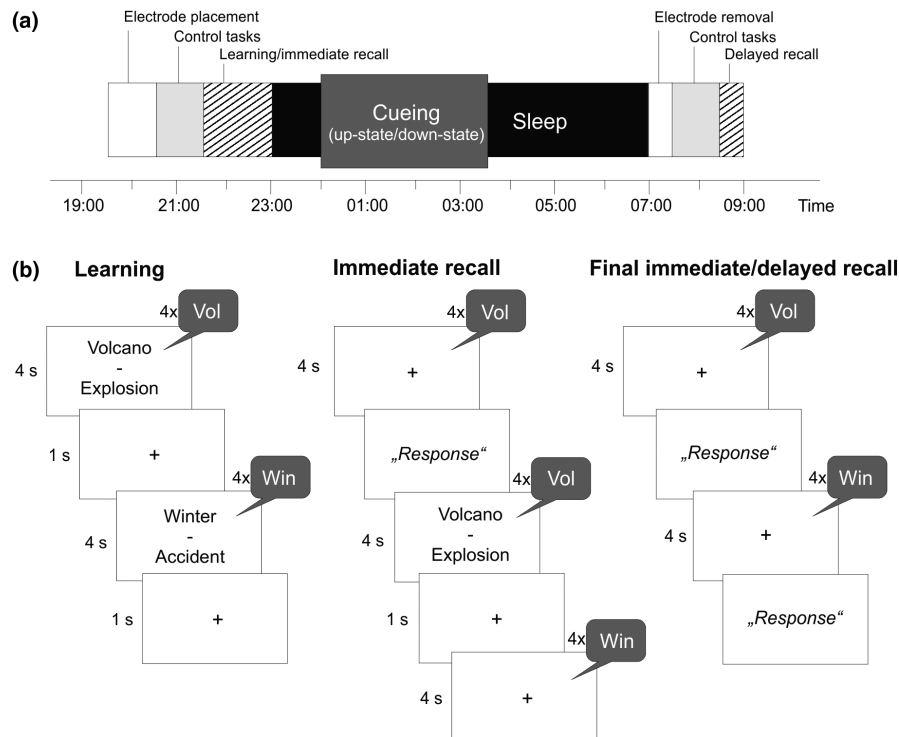 (a)
Electrode placement
Control tasks
Learning/immediate recall
Electrode removal
Control tasks
Delayed recall
Cueing
(up-state/down-state)
Sleep
19:00 21:00 23:00 01:00 03:00 05:00 07:00 09:00 Time
(b)
Learning
4x Vol
4 s
Volcano
-
Explosion
1 s
+
4x Win
4 s
Winter
-
Accident
1 s
+
Immediate recall
4x Vol
4 s
+
„Response“
4x Vol
4 s
Volcano
-
Explosion
1 s
+
4x Win
4 s
+
Final immediate/delayed recall
4x Vol
4 s
+
„Response“
4x Win
4 s
+
„Response“